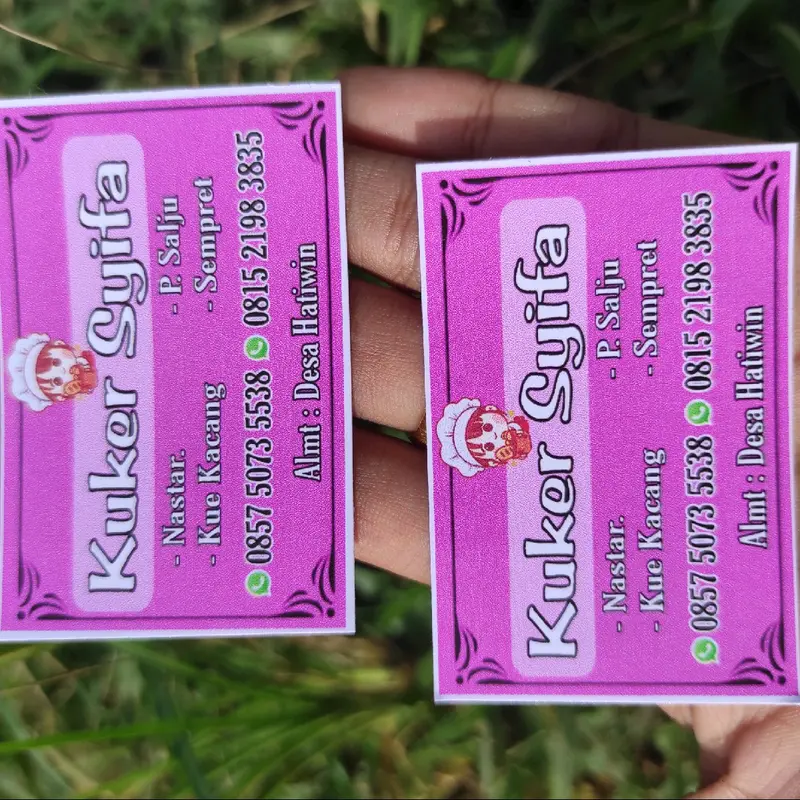 Kuker Syifa
- Nastar.
- Kue Kacang
- P. Salju
- Sempret
0857 5073 5538 0815 2198 3835
Almt : Desa Hatiwin
Kuker Syifa
- Nastar.
- Kue Kacang
- P. Salju
- Sempret
0857 5073 5538 0815 2198 3835
Almt : Desa Hatiwin